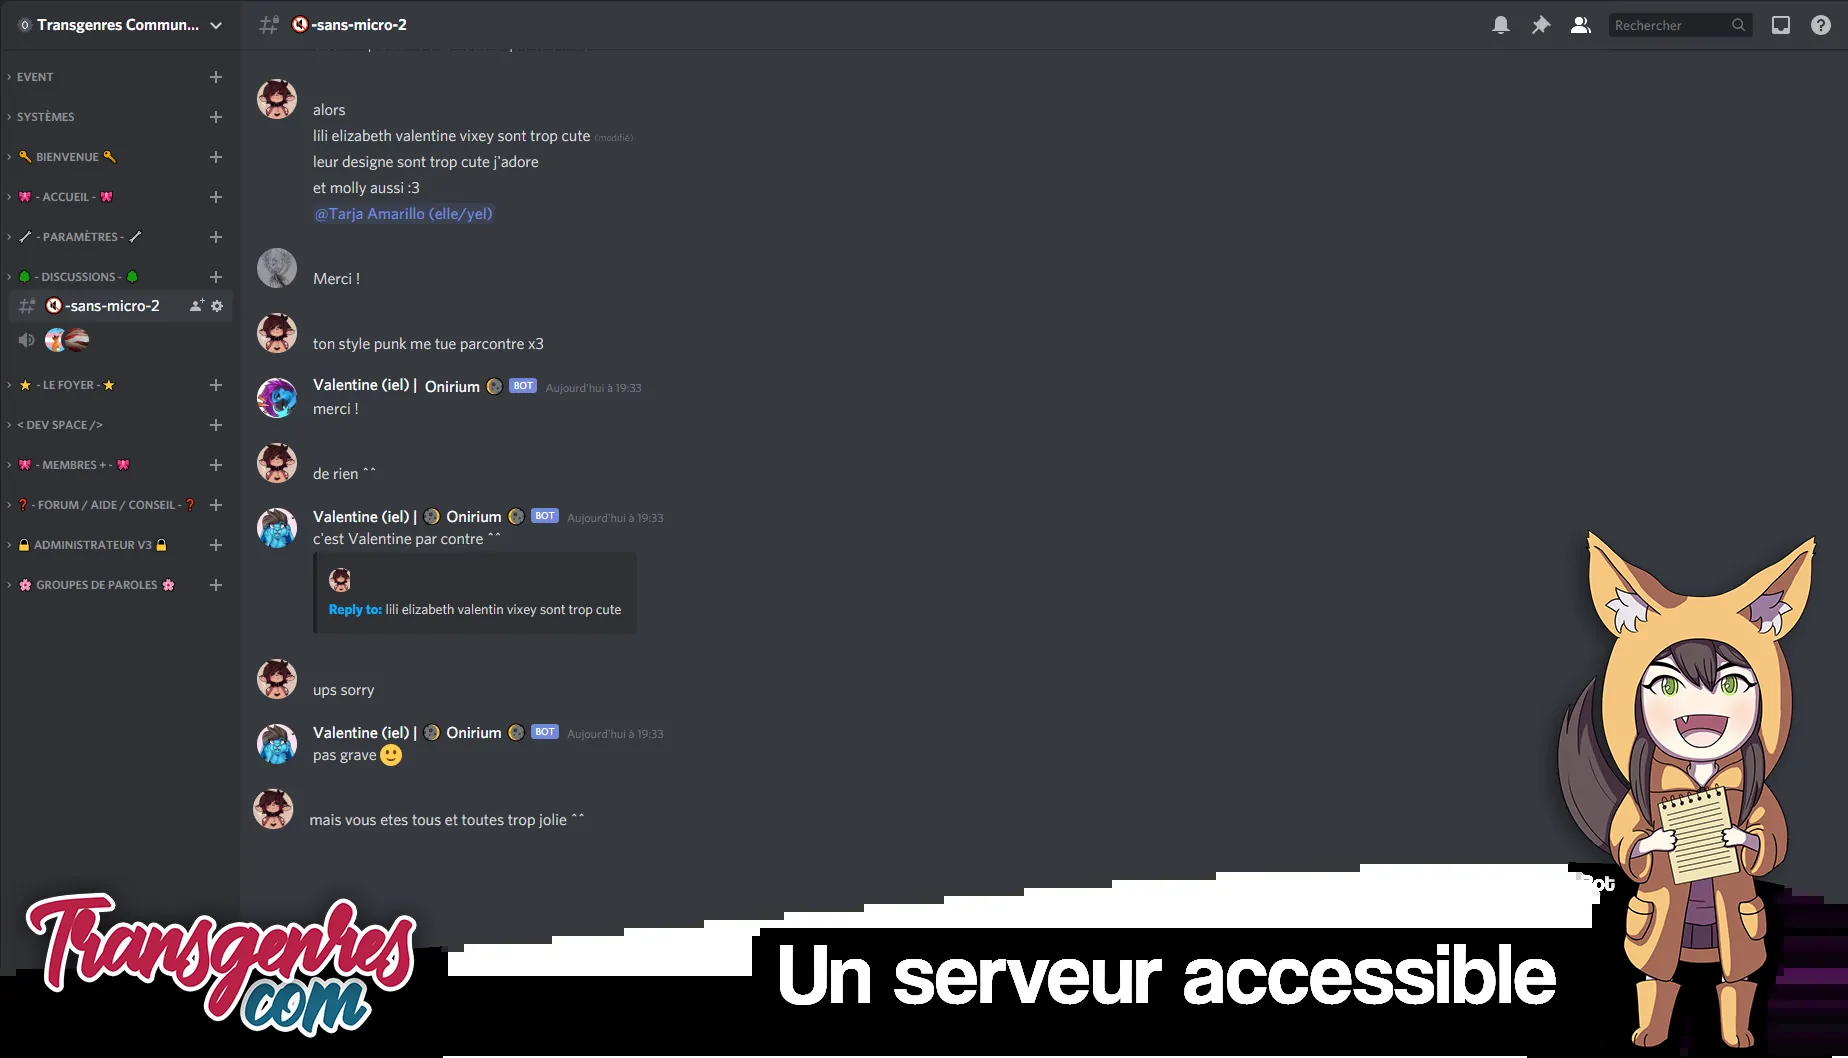 Transgenres Commun...
-sans-micro-2
Rechercher
EVENT
SYSTÈMES
BIENVENUE
- ACCUEIL -
- PARAMÈTRES -
- DISCUSSIONS -
-sans-micro-2
- LE FOYER -
< DEV SPACE />
- MEMBRES + -
- FORUM / AIDE / CONSEIL -
ADMINISTRATEUR V3
GROUPES DE PAROLES
alors
lili elizabeth valentine vixey sont trop cute (modifié)
leur designe sont trop cute j'adore
et molly aussi :3
@Tarja Amarillo (elle/yel)
Merci !
ton style punk me tue parcontre x3
Valentine (iel) | Onirium BOT Aujourd'hui à 19:33
merci !
de rien ^^
Valentine (iel) | Onirium BOT Aujourd'hui à 19:33
c'est Valentine par contre ^^
Reply to: lili elizabeth valentin vixey sont trop cute
ups sorry
Valentine (iel) | Onirium BOT Aujourd'hui à 19:33
pas grave
mais vous etes tous et toutes trop jolie ^^
Transgenres
com
Un serveur accessible